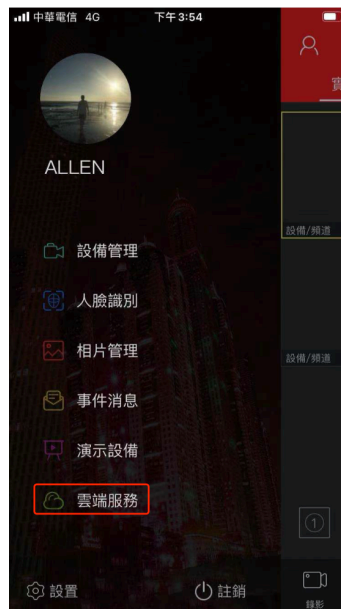 中華電信 4G 下午3:54
ALLEN
設備管理
人臉識別
相片管理
事件消息
演示設備
雲端服務
設置
註銷
實
設備/頻道
設備/頻道
1
錄影